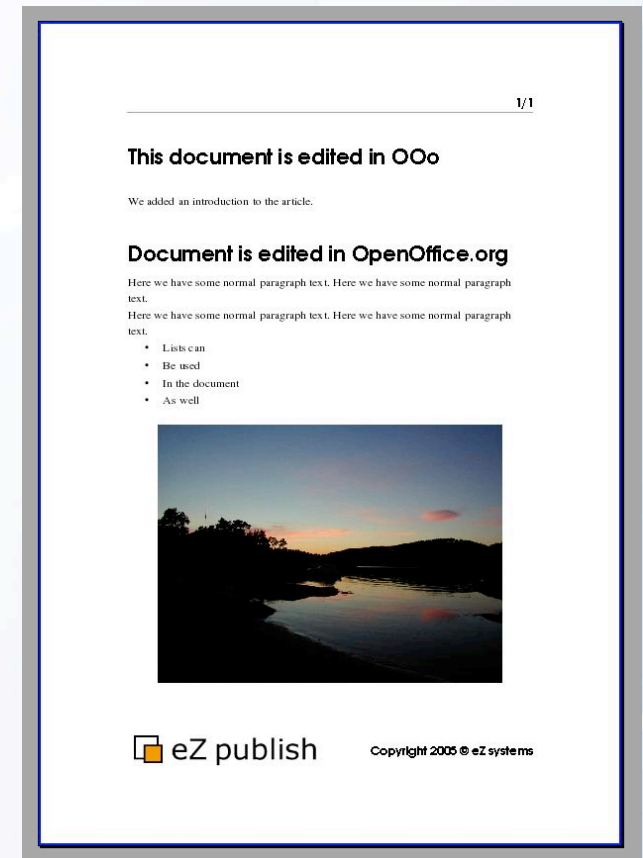 1/1
This document is edited in OOo
We added an introduction to the article.
Document is edited in OpenOffice.org
Here we have some normal paragraph text. Here we have some normal paragraph
text.
Here we have some normal paragraph text. Here we have some normal paragraph
text.
• Lists can
• Be used
• In the document
• As well
eZ publish
Copyright 2005 © eZ systems